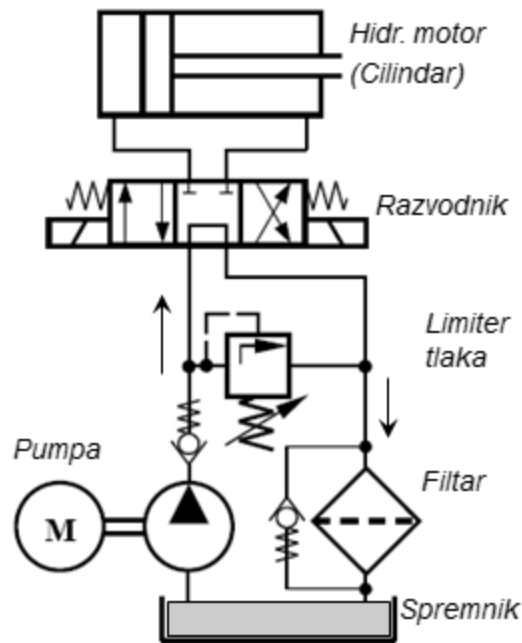 Hidr. motor
(Cilindar)
Razvodnik
Limiter
tlaka
Pumpa
Filtar
M
Spremnik